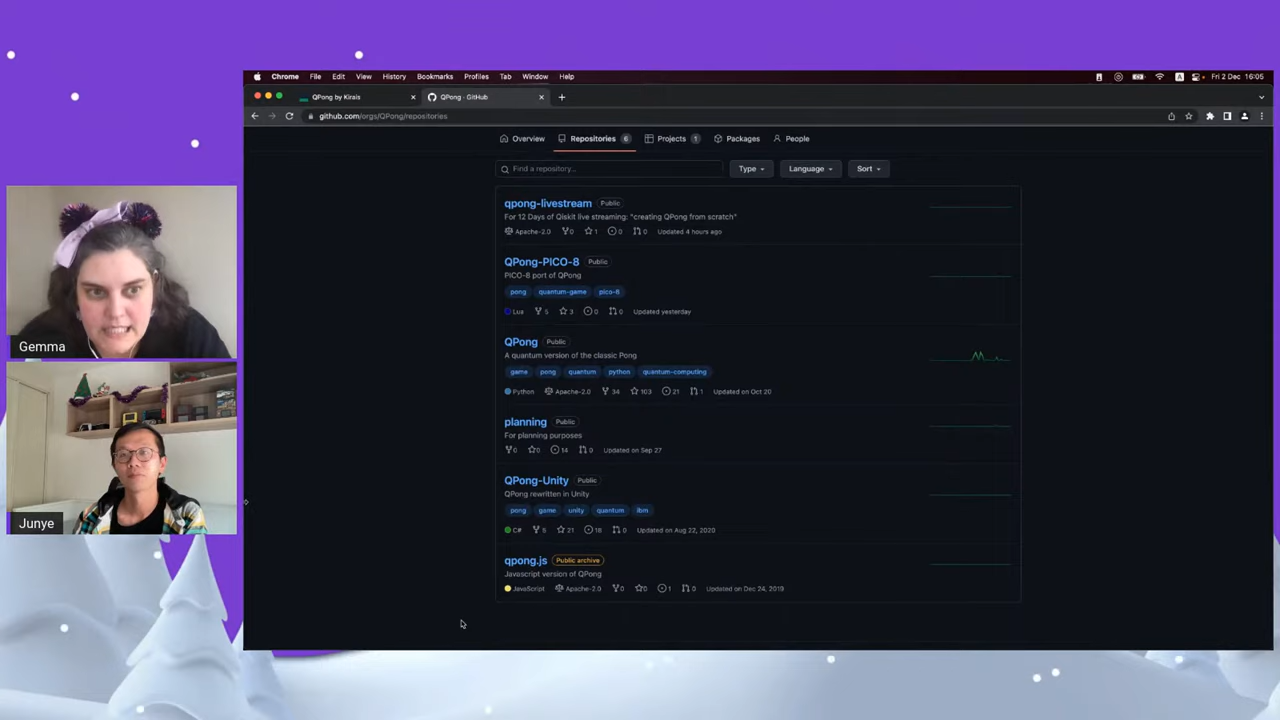 Chrome File Edit View History Bookmarks Profiles Tab Window Help
A Fri 2 Dec 16:05
QPong by Kirais
QPong · GitHub
github.com/orgs/QPong/repositories
Overview Repositories 6 Projects 1 Packages People
Find a repository... Type Language Sort
qpong-livestream Public
For 12 Days of Qiskit live streaming: "creating QPong from scratch"
Apache-2.0 0 1 0 0 Updated 4 hours ago
QPong-PICO-8 Public
PICO-8 port of QPong
pong quantum-game pico-8
Lua 5 3 0 0 Updated yesterday
QPong Public
A quantum version of the classic Pong
game pong quantum python quantum-computing
Python Apache-2.0 34 103 21 1 Updated on Oct 20
planning Public
For planning purposes
0 0 14 0 Updated on Sep 27
QPong-Unity Public
QPong rewritten in Unity
pong game unity quantum ibm
C# 5 21 18 0 Updated on Aug 22, 2020
qpong.js Public archive
Javascript version of QPong
JavaScript Apache-2.0 0 0 1 0 Updated on Dec 24, 2019
Gemma
Junye